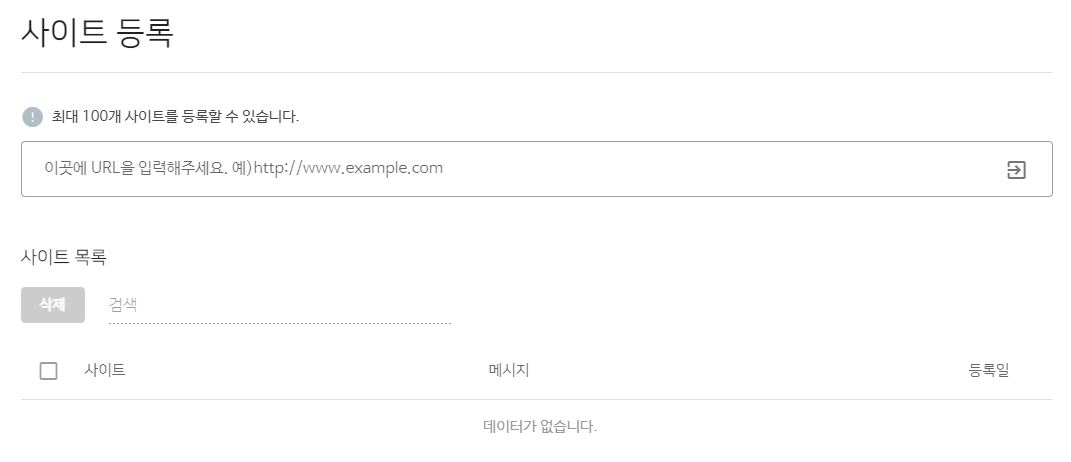 사이트 등록
최대 100개 사이트를 등록할 수 있습니다.
이곳에 URL을 입력해주세요. 예)http://www.example.com
사이트 목록
삭제 검색
사이트 메시지 등록일
데이터가 없습니다.